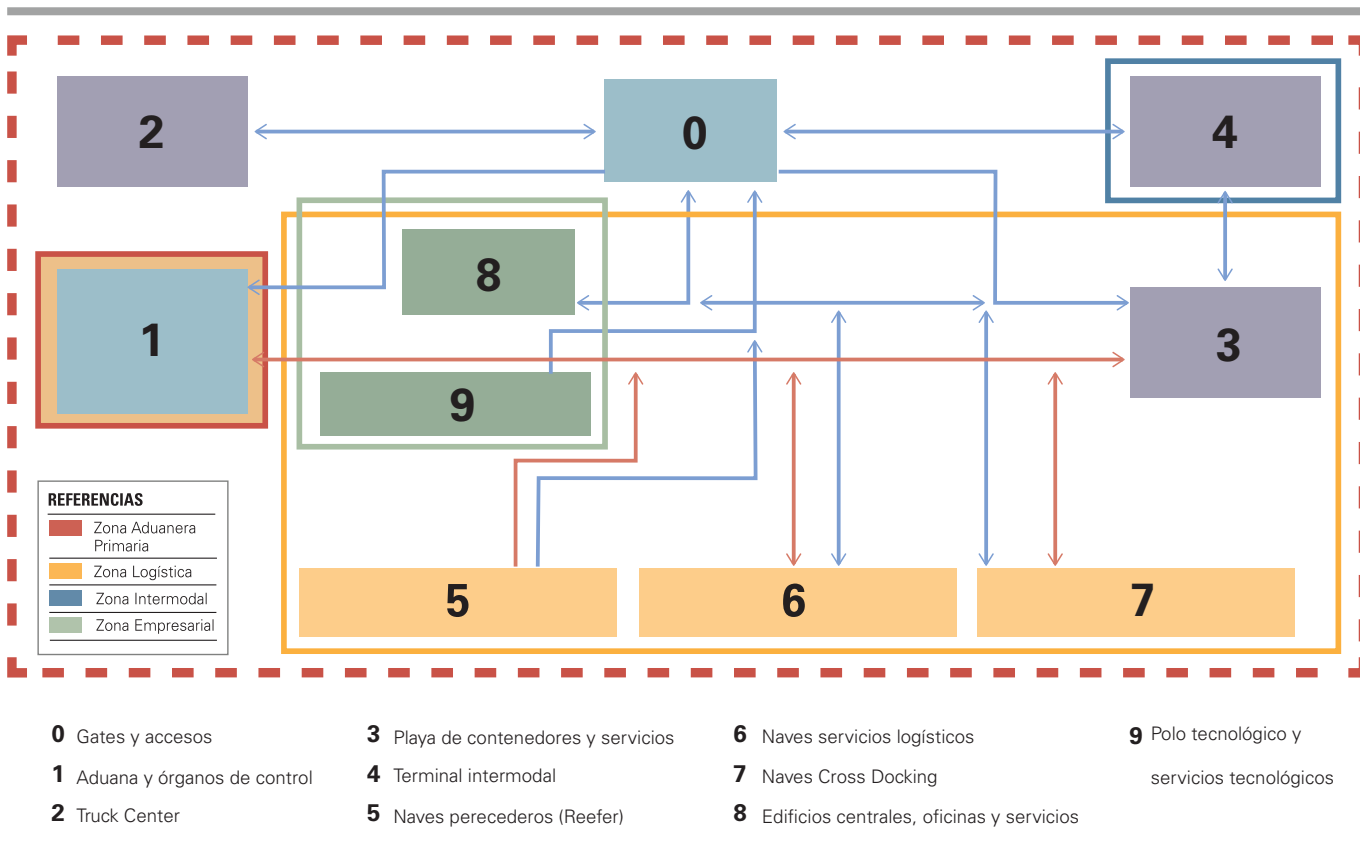 2
0
4
8
1
3
9
REFERENCIAS
Zona Aduanera
Primaria
Zona Logística
Zona Intermodal
Zona Empresarial
5
6
7
0 Gates y accesos
1 Aduana y órganos de control
2 Truck Center
3 Playa de contenedores y servicios
4 Terminal intermodal
5 Naves perecederos (Reefer)
6 Naves servicios logísticos
7 Naves Cross Docking
8 Edificios centrales, oficinas y servicios
9 Polo tecnológico y
servicios tecnológicos